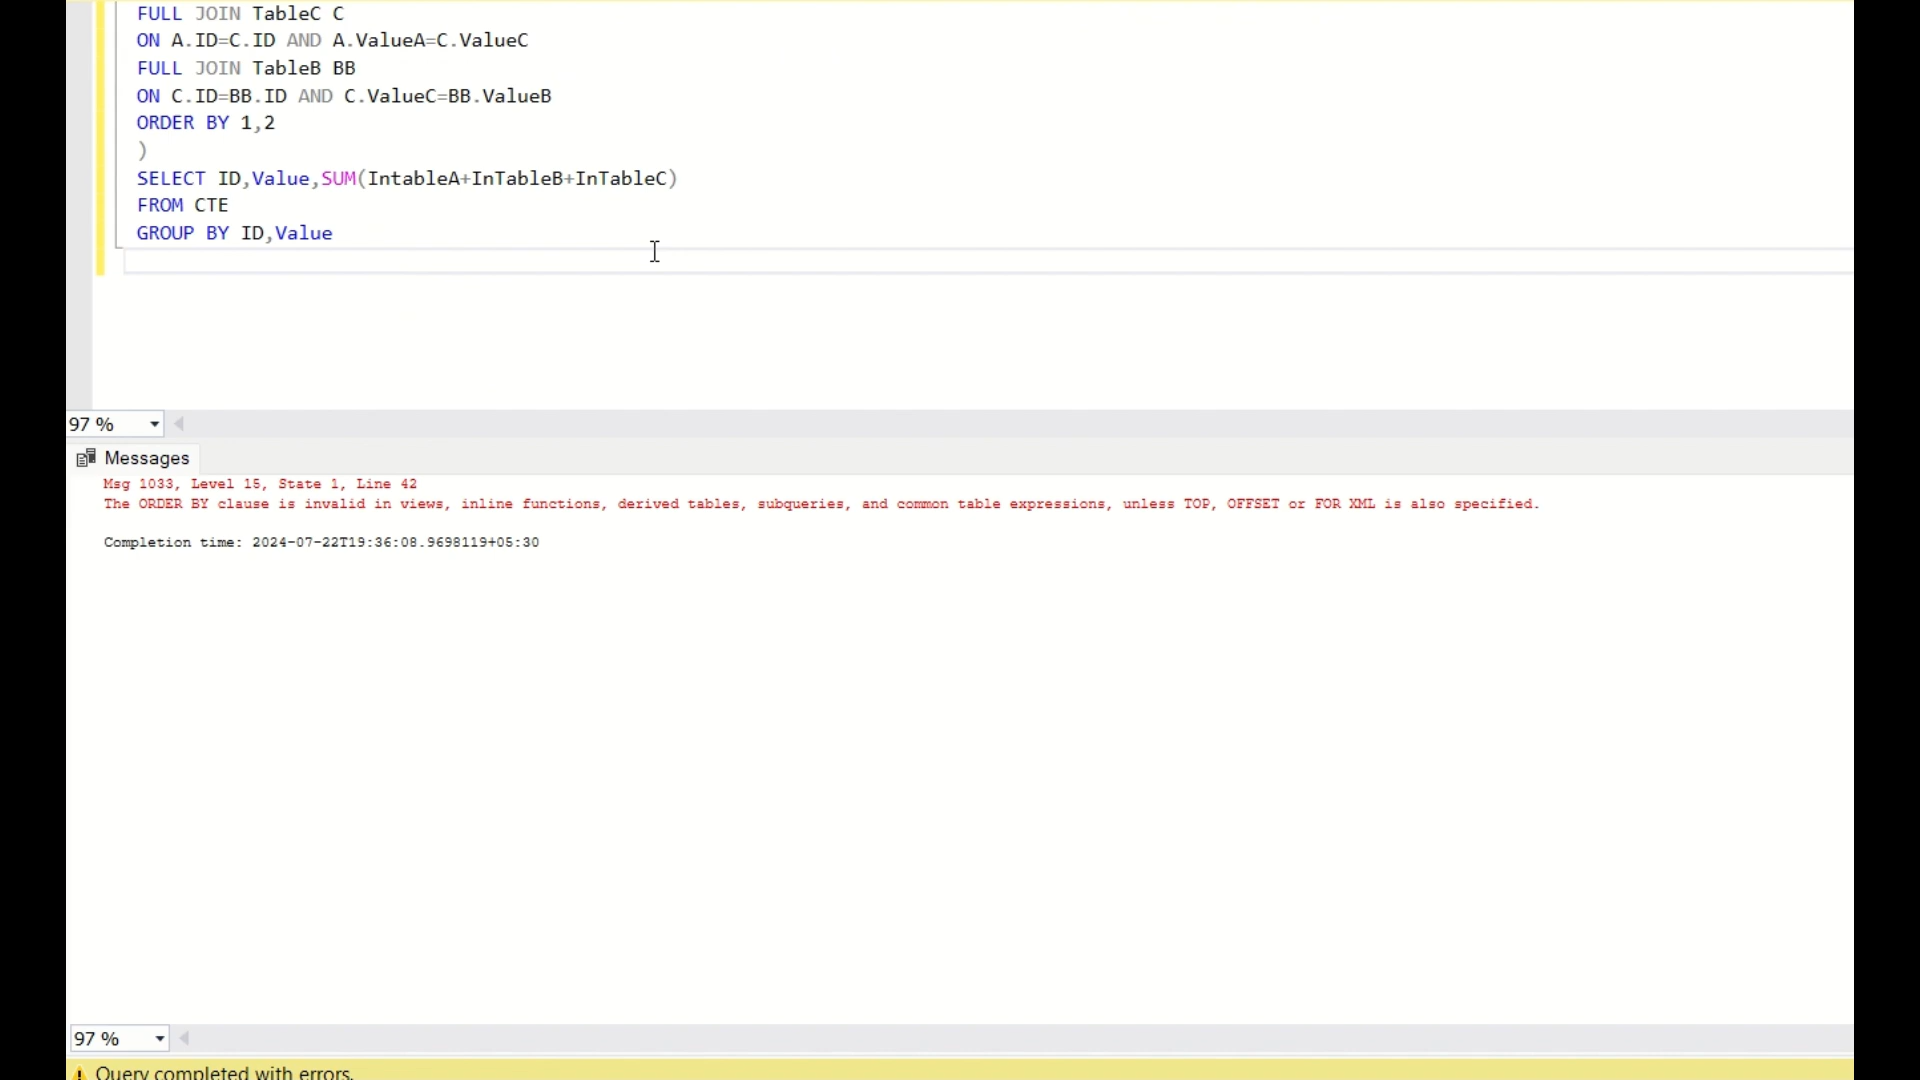 FULL JOIN TableC C
ON A.ID=C.ID AND A.ValueA=C.ValueC
FULL JOIN TableB BB
ON C.ID=BB.ID AND C.ValueC=BB.ValueB
ORDER BY 1,2
)
SELECT ID,Value,SUM(IntableA+InTableB+InTableC)
FROM CTE
GROUP BY ID,Value
97 %
Messages
Msg 1033, Level 15, State 1, Line 42
The ORDER BY clause is invalid in views, inline functions, derived tables, subqueries, and common table expressions, unless TOP, OFFSET or FOR XML is also specified.
Completion time: 2024-07-22T19:36:08.9698119+05:30
97 %
Query completed with errors.